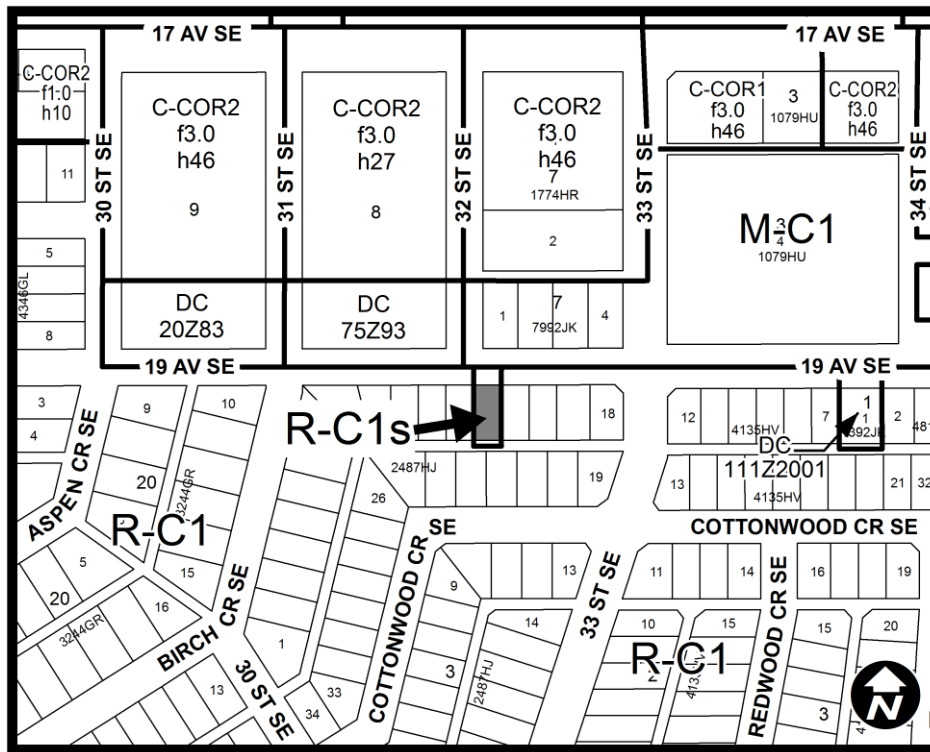 17 AV SE
17 AV SE
C-COR2
f1.0
h10
C-COR2
f3.0
h46
9
C-COR2
f3.0
h27
8
C-COR2
f3.0
h46
7
1774HR
2
C-COR1
f3.0
h46
3
1079HU
C-COR2
f3.0
h46
30 ST SE
31 ST SE
32 ST SE
33 ST SE
34 ST SE
11
M-C1
3
4
1079HU
5
4346GL
8
DC
20Z83
DC
75Z93
1
7
7992JK
4
19 AV SE
19 AV SE
3
4
9
10
R-C1s
18
12
4135HV
7
1
1
2
DC
111Z2001
2487HJ
19
13
4135HV
21
32
ASPEN CR SE
20
3244GR
26
R-C1
15
5
20
3244GR
16
BIRCH CR SE
1
COTTONWOOD CR SE
COTTONWOOD CR SE
9
13
11
14
16
19
33 ST SE
REDWOOD CR SE
14
10
15
15
20
R-C1
3
2487HJ
13
30 ST SE
33
34
3
N